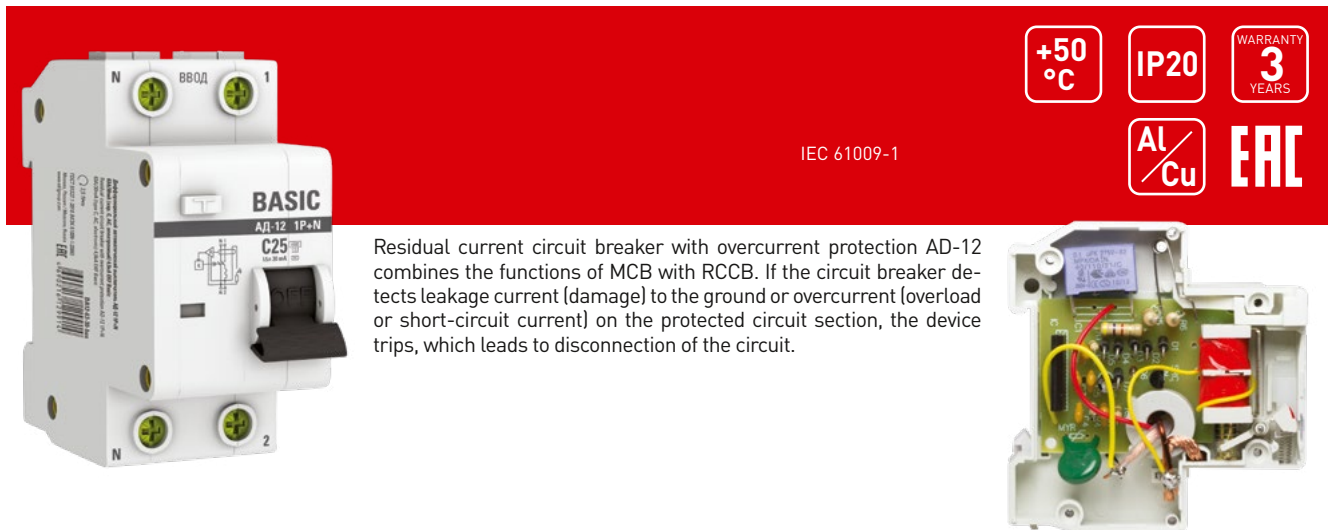 +50
°C
IP20
WARRANTY
3
YEARS
IEC 61009-1
Al/Cu
EAC
N ВВОД 1
BASIC
АД-12 1P+N
C25
OFF
N 2
Residual current circuit breaker with overcurrent protection AD-12
combines the functions of MCB with RCCB. If the circuit breaker de-
tects leakage current (damage) to the ground or overcurrent (overload
or short-circuit current) on the protected circuit section, the device
trips, which leads to disconnection of the circuit.